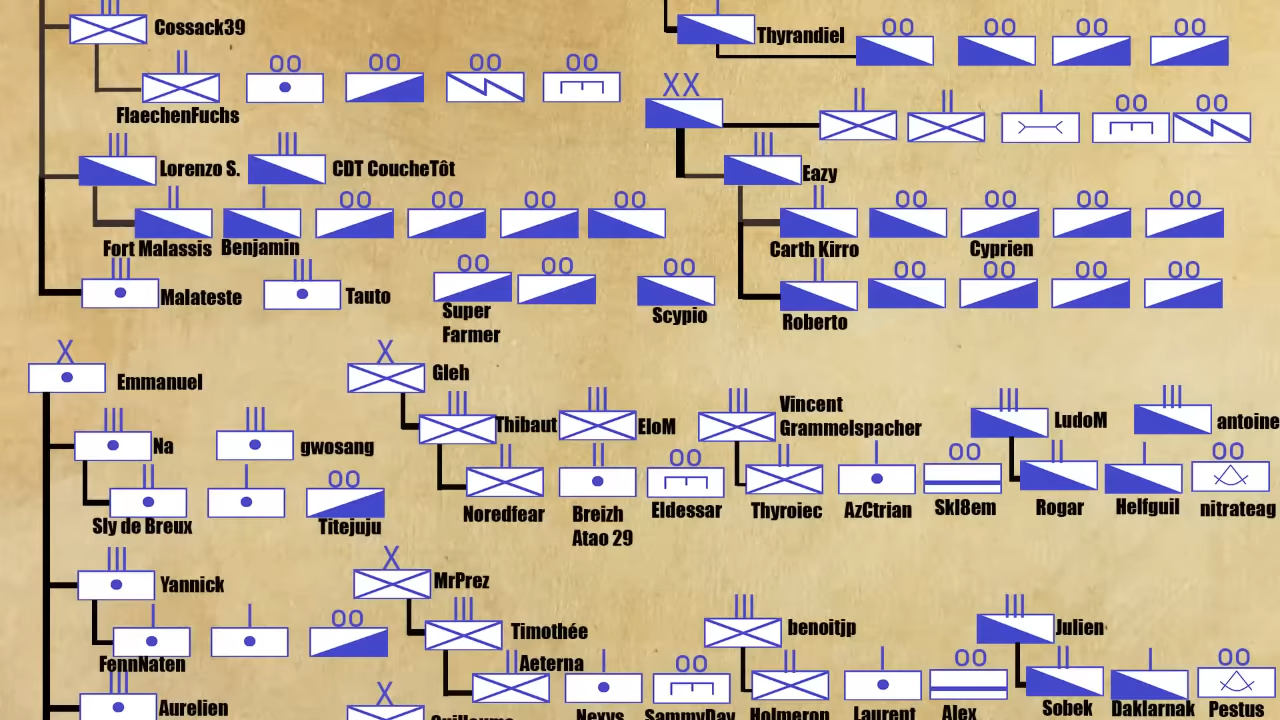 Cossack39
Thyrandiel
FlaechenFuchs
Lorenzo S.
CDT CoucheTôt
Eazy
Fort Malassis
Benjamin
Carth Kirro
Cyprien
Malateste
Tauto
Super
Farmer
Scypio
Roberto
Emmanuel
Gleh
Na
gwosang
Thibaut
EloM
Vincent
Grammelspacher
LudoM
antoine
Sly de Breux
Titejuju
Noredfear
Breizh
Atao 29
Eldessar
Thyroiec
AzCtrian
Skl8em
Rogar
Helfguil
nitrateag
Yannick
MrPrez
Timothée
benoitjp
Julien
FennNaten
Aeterna
Aurelien
Nexys
SammyDay
Holmeron
Laurent
Alex
Sobek
Daklarnak
Pestus
Guillaume